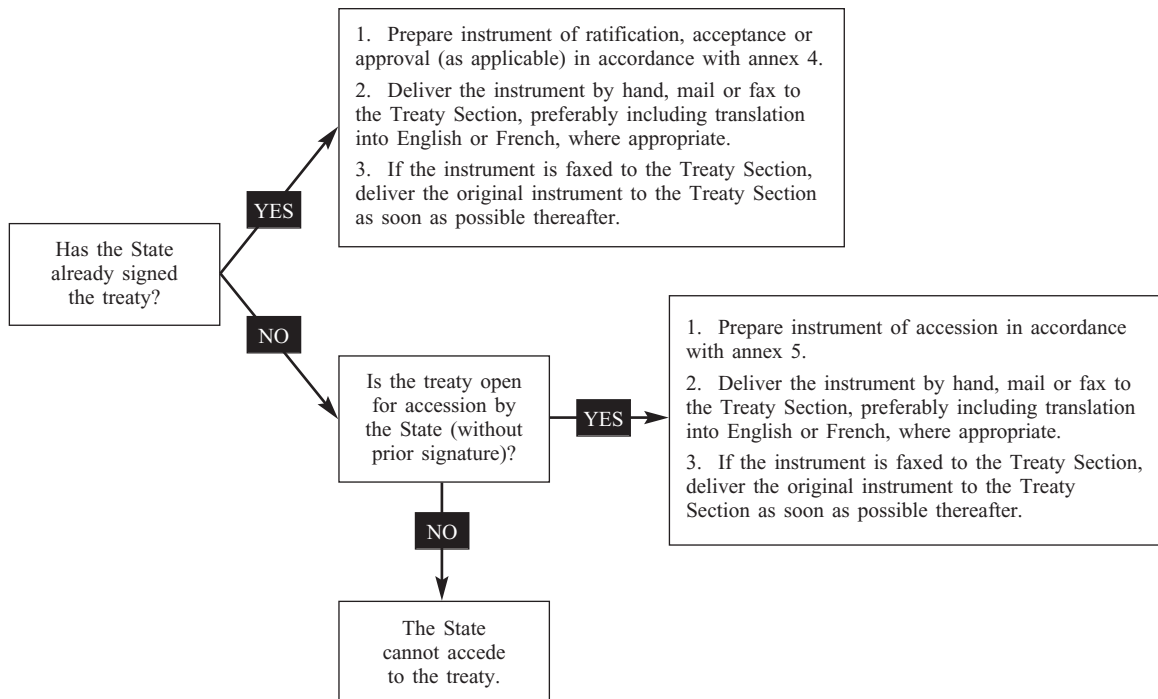 1. Prepare instrument of ratification, acceptance or
approval (as applicable) in accordance with annex 4.
2. Deliver the instrument by hand, mail or fax to
the Treaty Section, preferably including translation
into English or French, where appropriate.
3. If the instrument is faxed to the Treaty Section,
deliver the original instrument to the Treaty Section
as soon as possible thereafter.
YES
Has the State
already signed
the treaty?
NO
Is the treaty open
for accession by
the State (without
prior signature)?
YES
1. Prepare instrument of accession in accordance
with annex 5.
2. Deliver the instrument by hand, mail or fax to
the Treaty Section, preferably including translation
into English or French, where appropriate.
3. If the instrument is faxed to the Treaty Section,
deliver the original instrument to the Treaty
Section as soon as possible thereafter.
NO
The State
cannot accede
to the treaty.